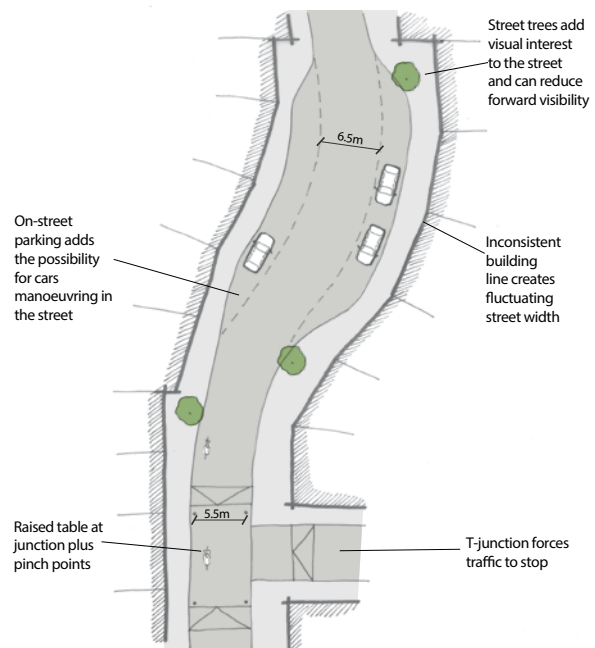 Street trees add
visual interest
to the street
and can reduce
forward visibility
6.5m
On-street
parking adds
the possibility
for cars
manoeuvring in
the street
Inconsistent
building
line creates
fluctuating
street width
5.5m
Raised table at
junction plus
pinch points
T-junction forces
traffic to stop